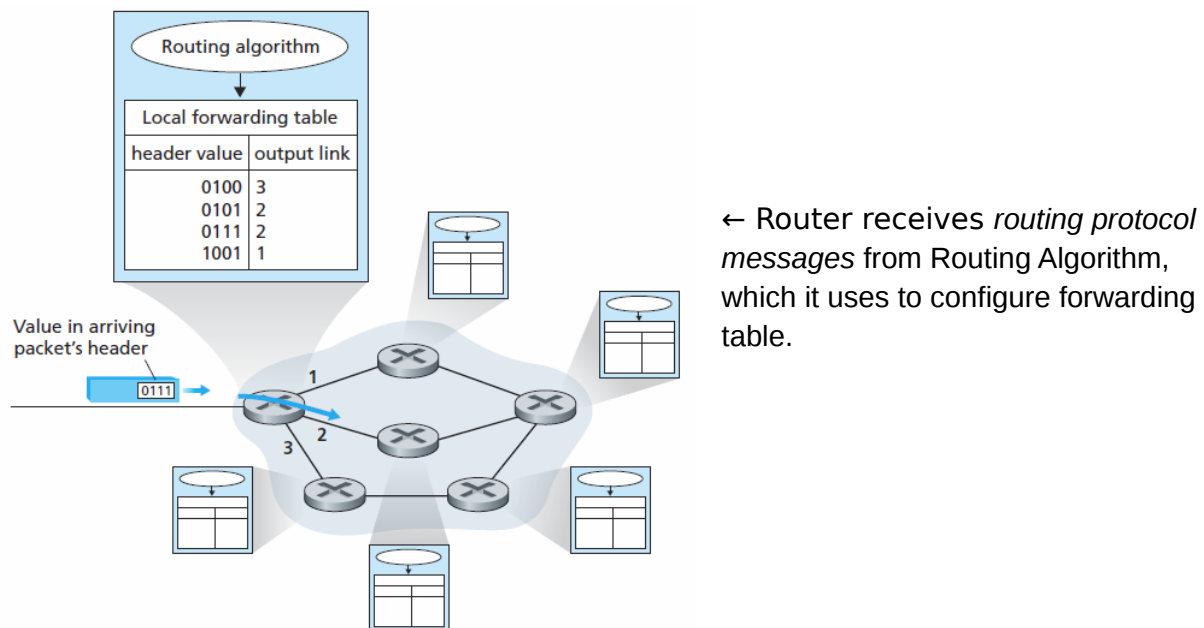 Routing algorithm
Local forwarding table
header value output link
0100 3
0101 2
0111 2
1001 1
Value in arriving
packet's header
0111
1
2
3
← Router receives routing protocol
messages from Routing Algorithm,
which it uses to configure forwarding
table.